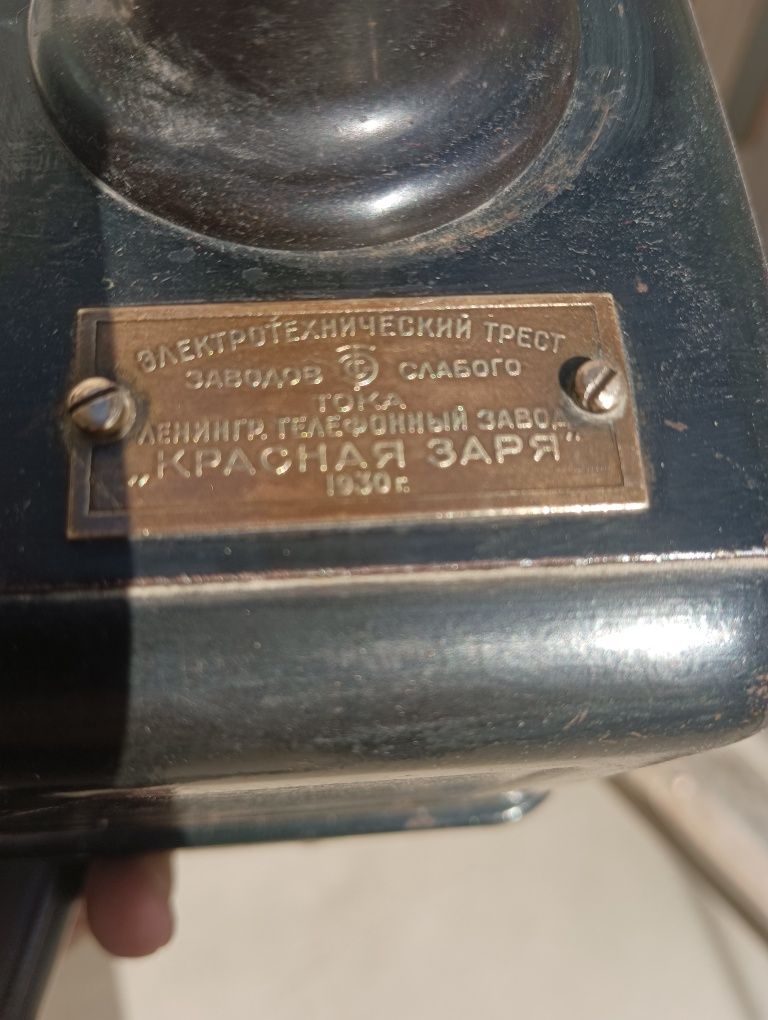 ЭЛЕКТРОТЕХНИЧЕСКИЙ ТРЕСТ
ЗАВОДОВ СЛАБОГО
ТОКА
ЛЕНИНГР. ТЕЛЕФОННЫЙ ЗАВОД
„КРАСНАЯ ЗАРЯ“
1930 г.